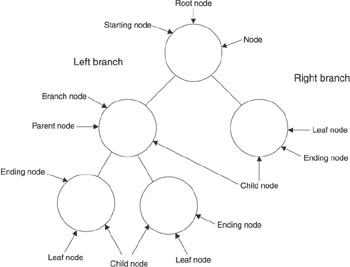 Root node
Starting node
Node
Left branch
Right branch
Branch node
Parent node
Leaf node
Ending node
Ending node
Child node
Ending node
Leaf node
Child node
Leaf node